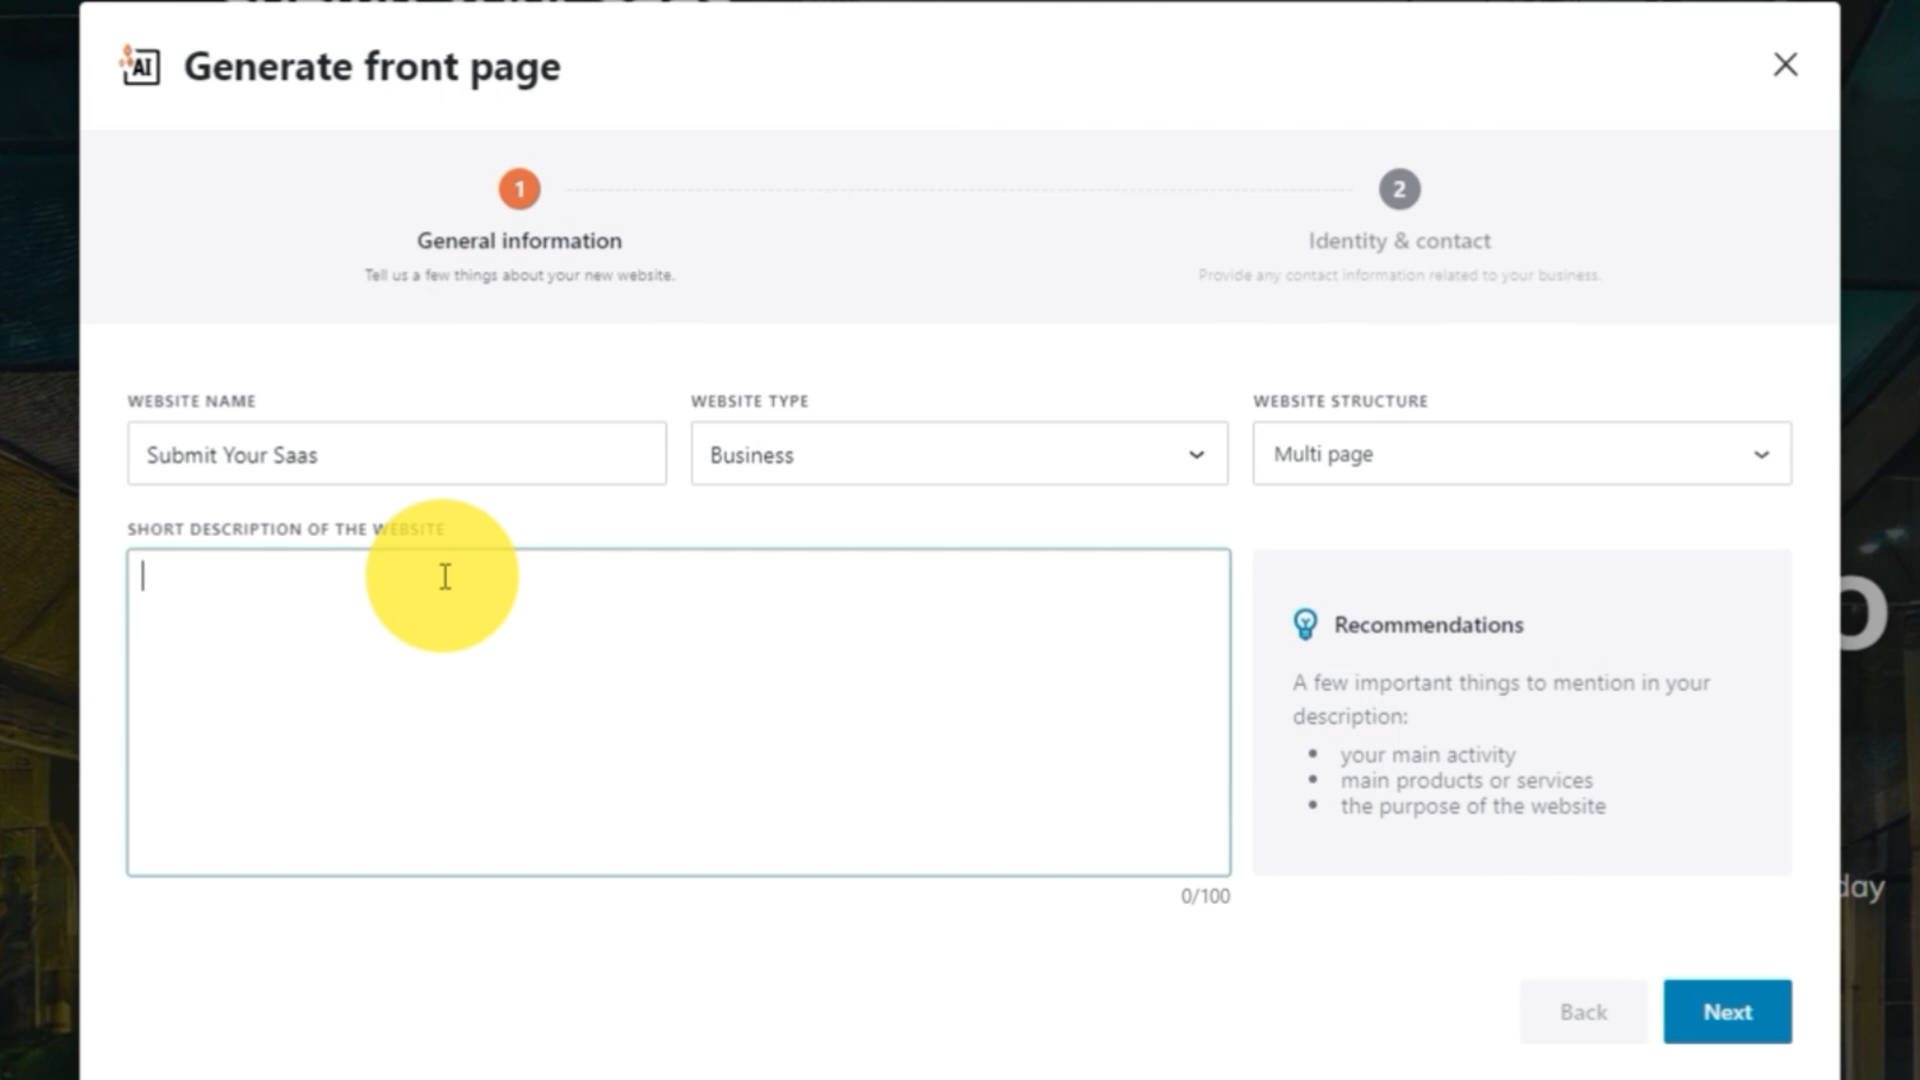 AI Generate front page
1
2
General information
Identity & contact
Tell us a few things about your new website.
Provide any contact information related to your business.
WEBSITE NAME
WEBSITE TYPE
WEBSITE STRUCTURE
Submit Your Saas
Business
Multi page
SHORT DESCRIPTION OF THE WEBSITE
Recommendations
A few important things to mention in your
description:
• your main activity
• main products or services
• the purpose of the website
0/100
day
Back
Next